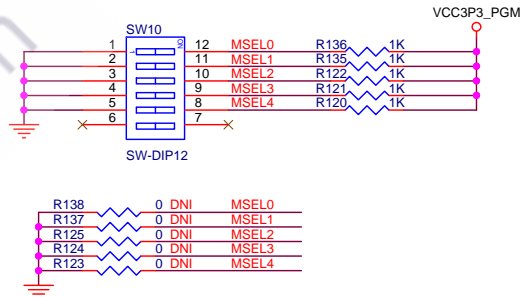 VCC3P3_PGM
SW10
ON
1 1 12 MSEL0 R136 1K
2 11 MSEL1 R135 1K
3 10 MSEL2 R122 1K
4 9 MSEL3 R121 1K
5 8 MSEL4 R120 1K
6 7
SW-DIP12
R138 0 DNI MSEL0
R137 0 DNI MSEL1
R125 0 DNI MSEL2
R124 0 DNI MSEL3
R123 0 DNI MSEL4